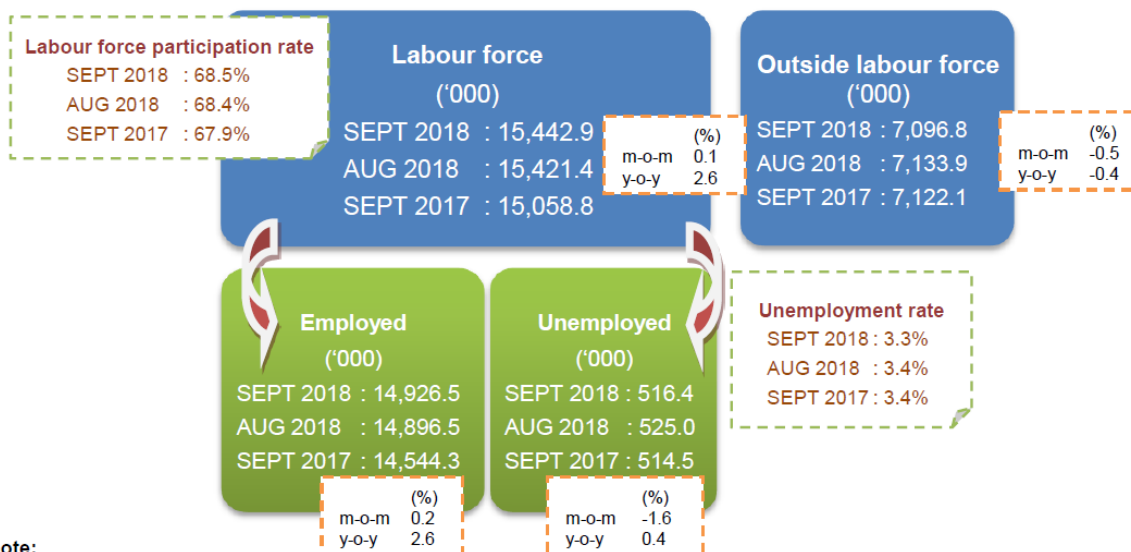 Labour force participation rate
SEPT 2018 : 68.5%
AUG 2018 : 68.4%
SEPT 2017 : 67.9%
Labour force
(‘000)
SEPT 2018 : 15,442.9
AUG 2018 : 15,421.4
SEPT 2017 : 15,058.8
(%)
m-o-m 0.1
y-o-y 2.6
Outside labour force
(‘000)
SEPT 2018 : 7,096.8
AUG 2018 : 7,133.9
SEPT 2017 : 7,122.1
(%)
m-o-m -0.5
y-o-y -0.4
Employed
(‘000)
SEPT 2018 : 14,926.5
AUG 2018 : 14,896.5
SEPT 2017 : 14,544.3
(%)
m-o-m 0.2
y-o-y 2.6
Unemployed
(‘000)
SEPT 2018 : 516.4
AUG 2018 : 525.0
SEPT 2017 : 514.5
(%)
m-o-m -1.6
y-o-y 0.4
Unemployment rate
SEPT 2018 : 3.3%
AUG 2018 : 3.4%
SEPT 2017 : 3.4%
ote: